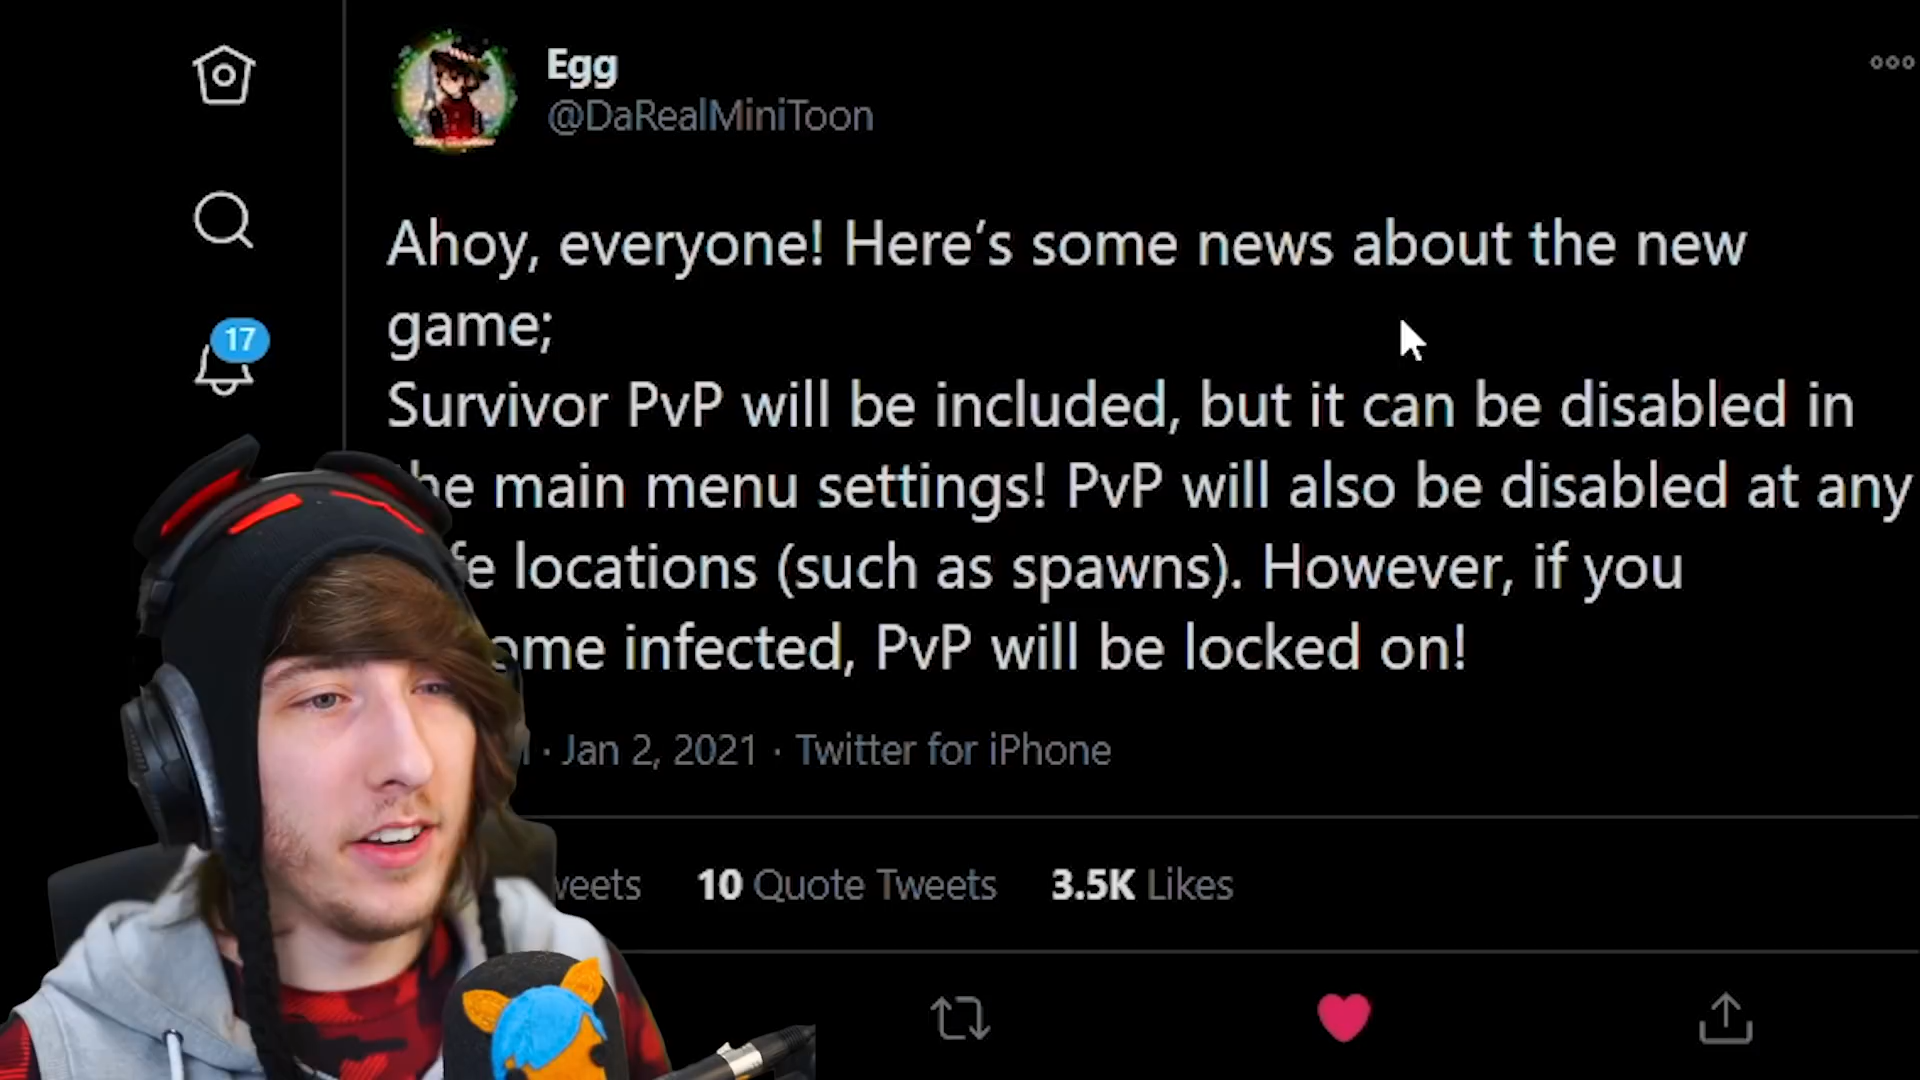 Egg
@DaRealMiniToon
Ahoy, everyone! Here’s some news about the new
game;
17
Survivor PvP will be included, but it can be disabled in
he main menu settings! PvP will also be disabled at any
fe locations (such as spawns). However, if you
ome infected, PvP will be locked on!
· Jan 2, 2021 · Twitter for iPhone
weets 10 Quote Tweets 3.5K Likes